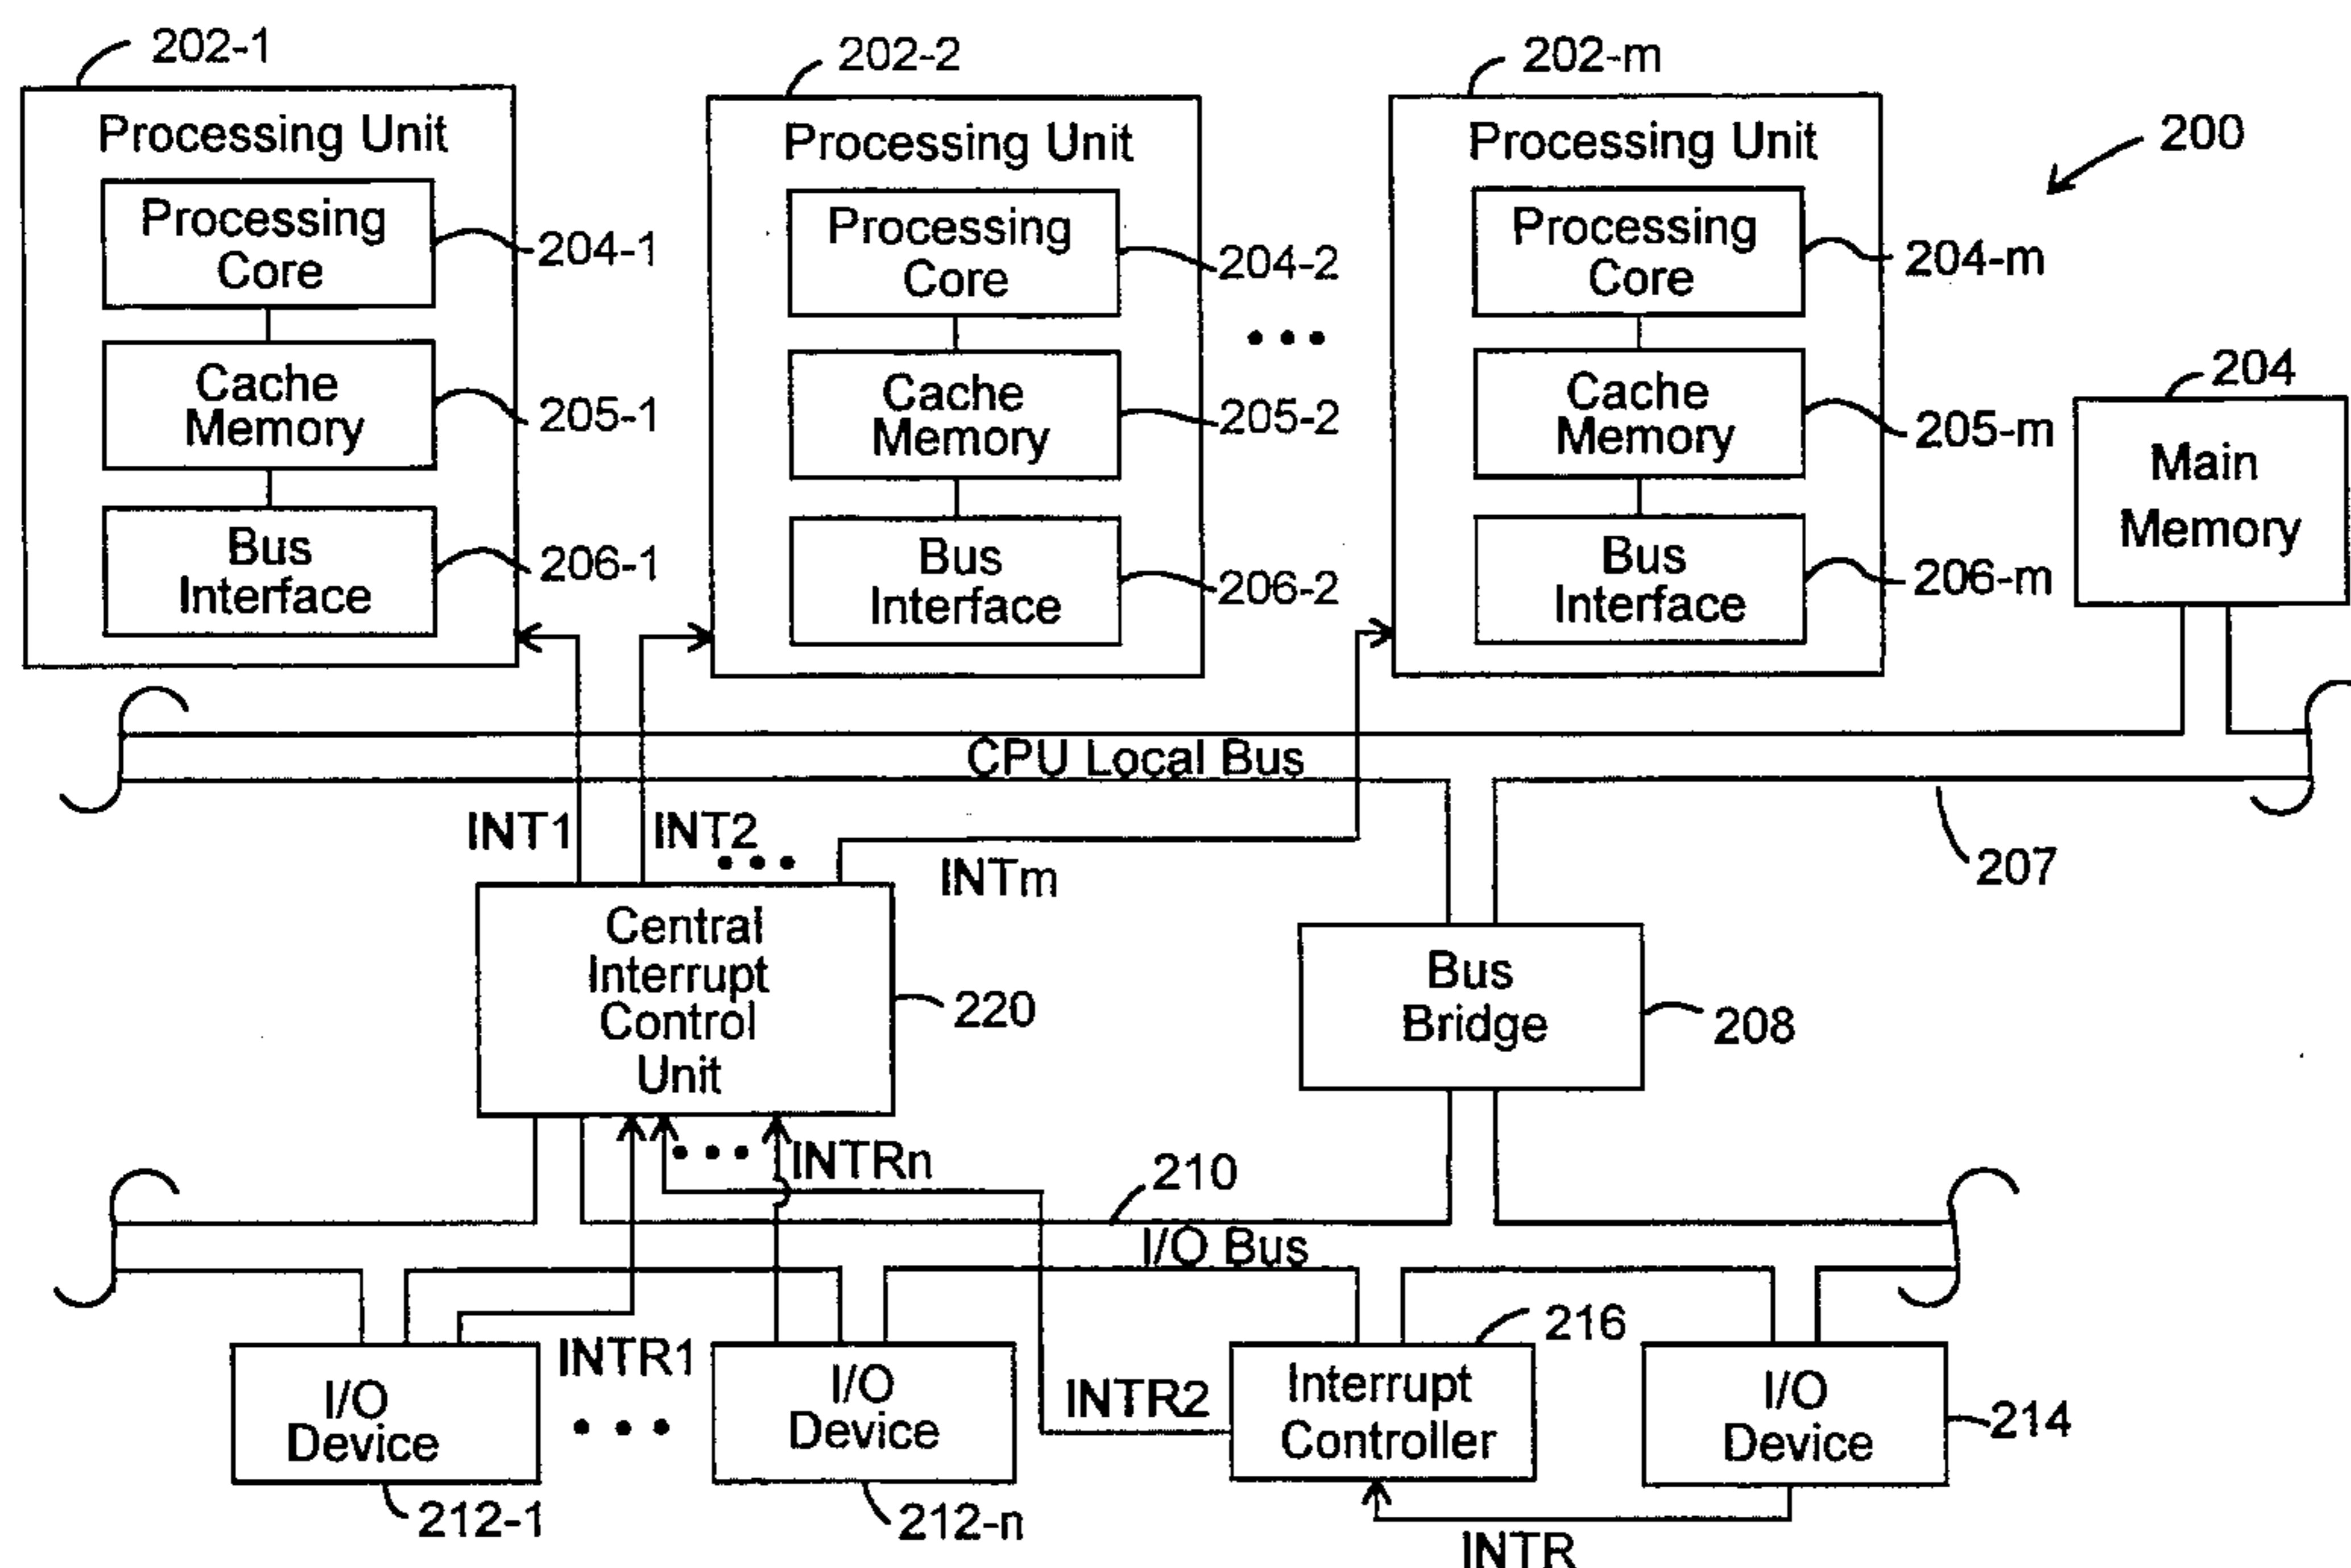 202-1
202-2
202-m
200
Processing Unit
Processing Unit
Processing Unit
Processing
Core
204-1
Processing
Core
204-2
Processing
Core
204-m
Cache
Memory
205-1
Cache
Memory
205-2
Cache
Memory
205-m
204
Main
Memory
Bus
Interface
206-1
Bus
Interface
206-2
Bus
Interface
206-m
CPU Local Bus
INT1
INT2
INTm
207
Central
Interrupt
Control
Unit
220
Bus
Bridge
208
INTRn
210
I/O Bus
216
I/O
Device
INTR1
I/O
Device
INTR2
Interrupt
Controller
I/O
Device
214
212-1
212-n
INTR